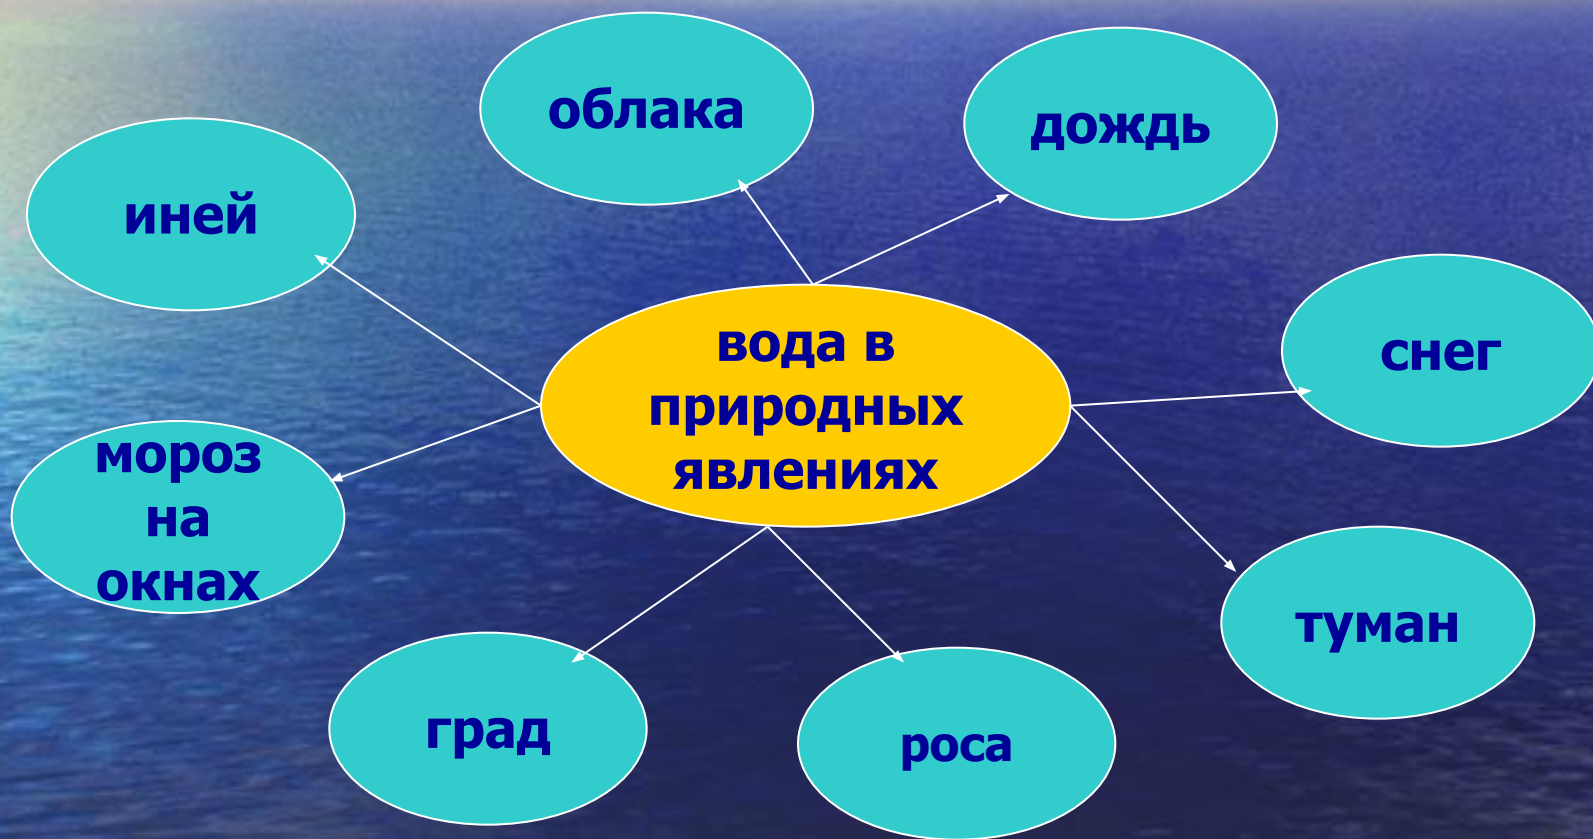 облака
дождь
иней
вода в
природных
явлениях
снег
мороз
на
окнах
туман
град
роса